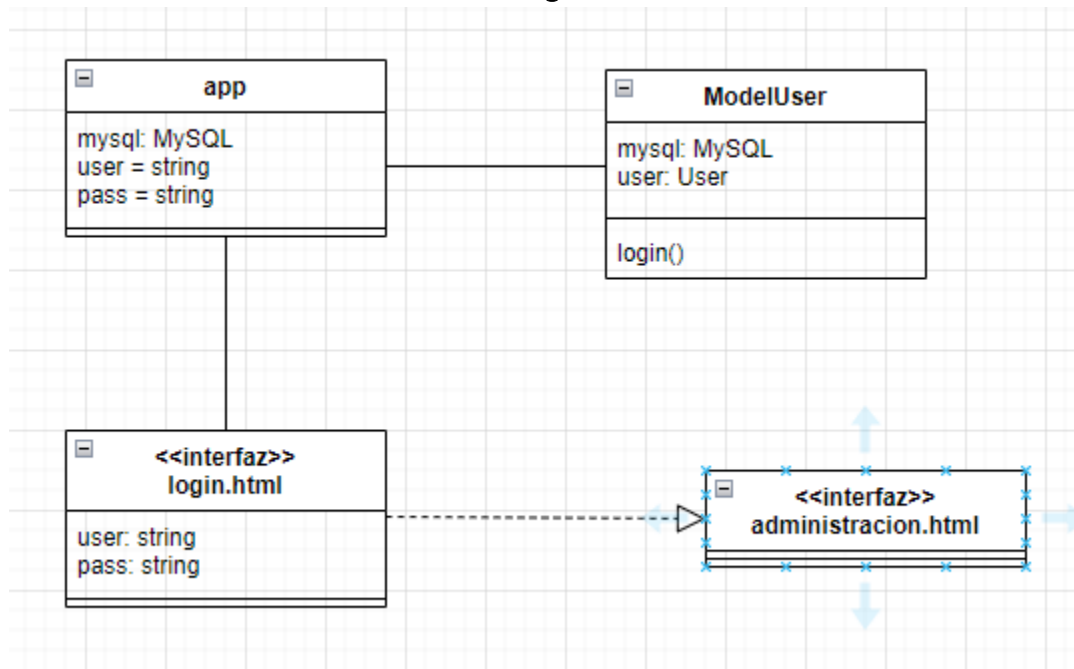 app
mysql: MySQL
user = string
pass = string
ModelUser
mysql: MySQL
user: User
login()
<<interfaz>>
login.html
user: string
pass: string
<<interfaz>>
administracion.html